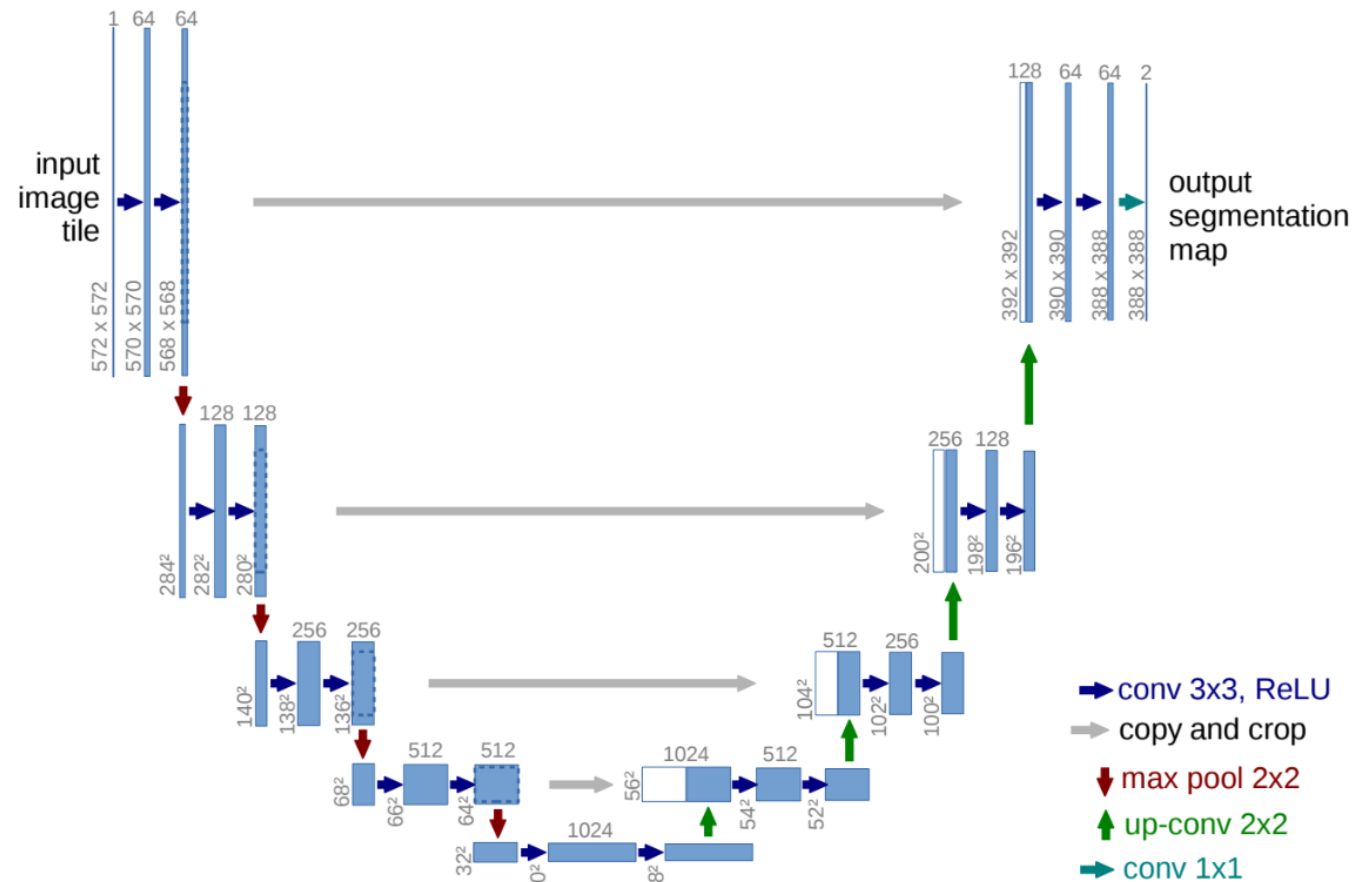 1 64 64
input
image
tile
572 x 572
570 x 570
568 x 568
128 64 64 2
output
segmentation
map
392 x 392
390 x 390
388 x 388
388 x 388
128 128
284²
282²
280²
256 128
200²
198²
196²
256 256
140²
138²
136²
512 256
104²
102²
100²
512 512
68²
66²
64²
1024 512
56²
54²
52²
1024
32²
0²
8²
conv 3x3, ReLU
copy and crop
max pool 2x2
up-conv 2x2
conv 1x1